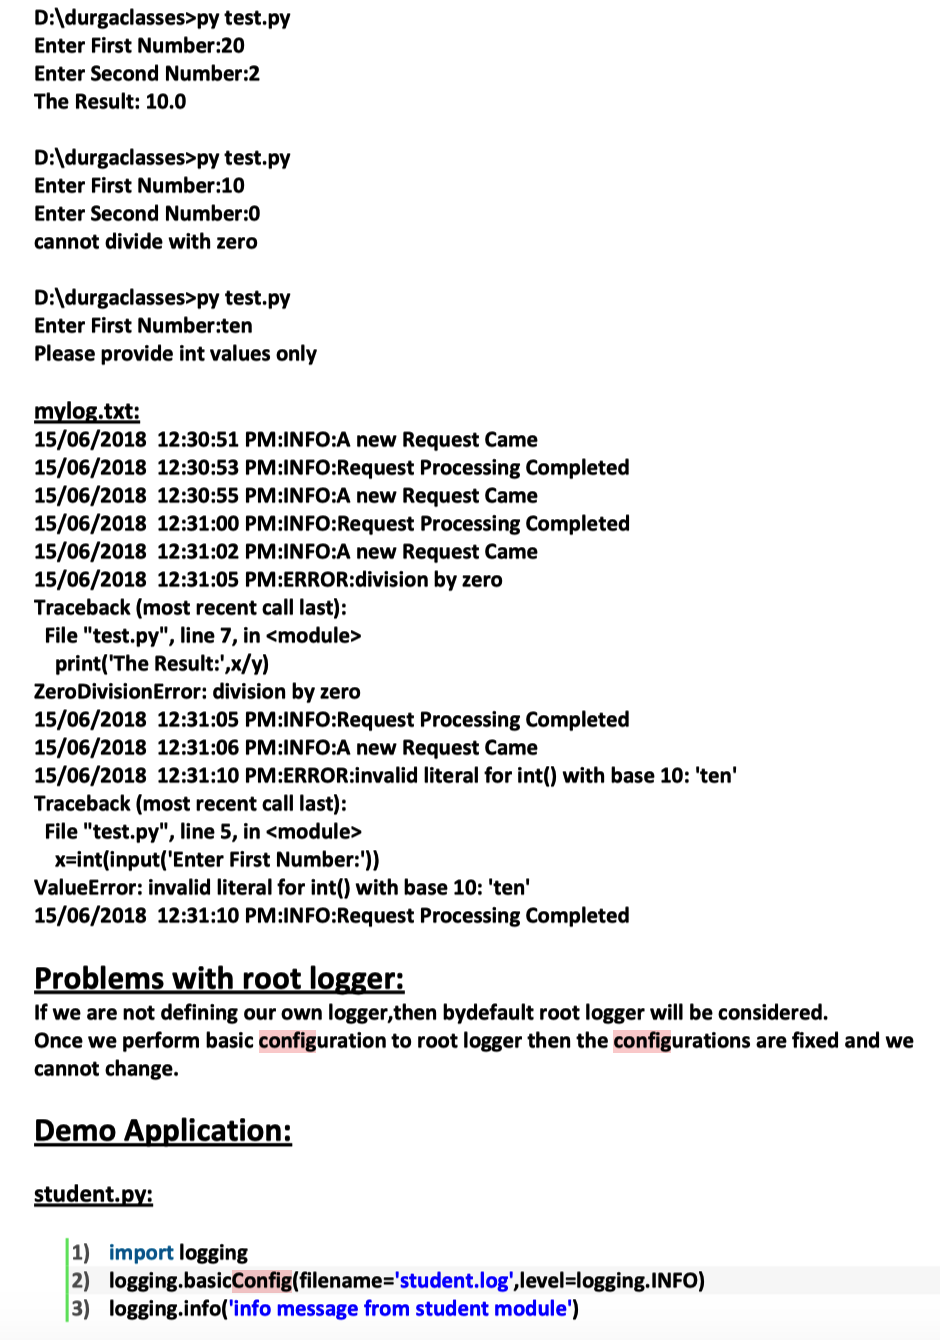 D:\durgaclasses>py test.py
Enter First Number:20
Enter Second Number:2
The Result: 10.0
D:\durgaclasses>py test.py
Enter First Number:10
Enter Second Number:0
cannot divide with zero
D:\durgaclasses>py test.py
Enter First Number:ten
Please provide int values only
mylog.txt:
15/06/2018  12:30:51 PM:INFO:A new Request Came
15/06/2018  12:30:53 PM:INFO:Request Processing Completed
15/06/2018  12:30:55 PM:INFO:A new Request Came
15/06/2018  12:31:00 PM:INFO:Request Processing Completed
15/06/2018  12:31:02 PM:INFO:A new Request Came
15/06/2018  12:31:05 PM:ERROR:division by zero
Traceback (most recent call last):
  File "test.py", line 7, in <module>
    print('The Result:',x/y)
ZeroDivisionError: division by zero
15/06/2018  12:31:05 PM:INFO:Request Processing Completed
15/06/2018  12:31:06 PM:INFO:A new Request Came
15/06/2018  12:31:10 PM:ERROR:invalid literal for int() with base 10: 'ten'
Traceback (most recent call last):
  File "test.py", line 5, in <module>
    x=int(input('Enter First Number:'))
ValueError: invalid literal for int() with base 10: 'ten'
15/06/2018  12:31:10 PM:INFO:Request Processing Completed
Problems with root logger:
If we are not defining our own logger,then bydefault root logger will be considered.
Once we perform basic configuration to root logger then the configurations are fixed and we
cannot change.
Demo Application:
student.py:
1) import logging
2) logging.basicConfig(filename='student.log',level=logging.INFO)
3) logging.info('info message from student module')